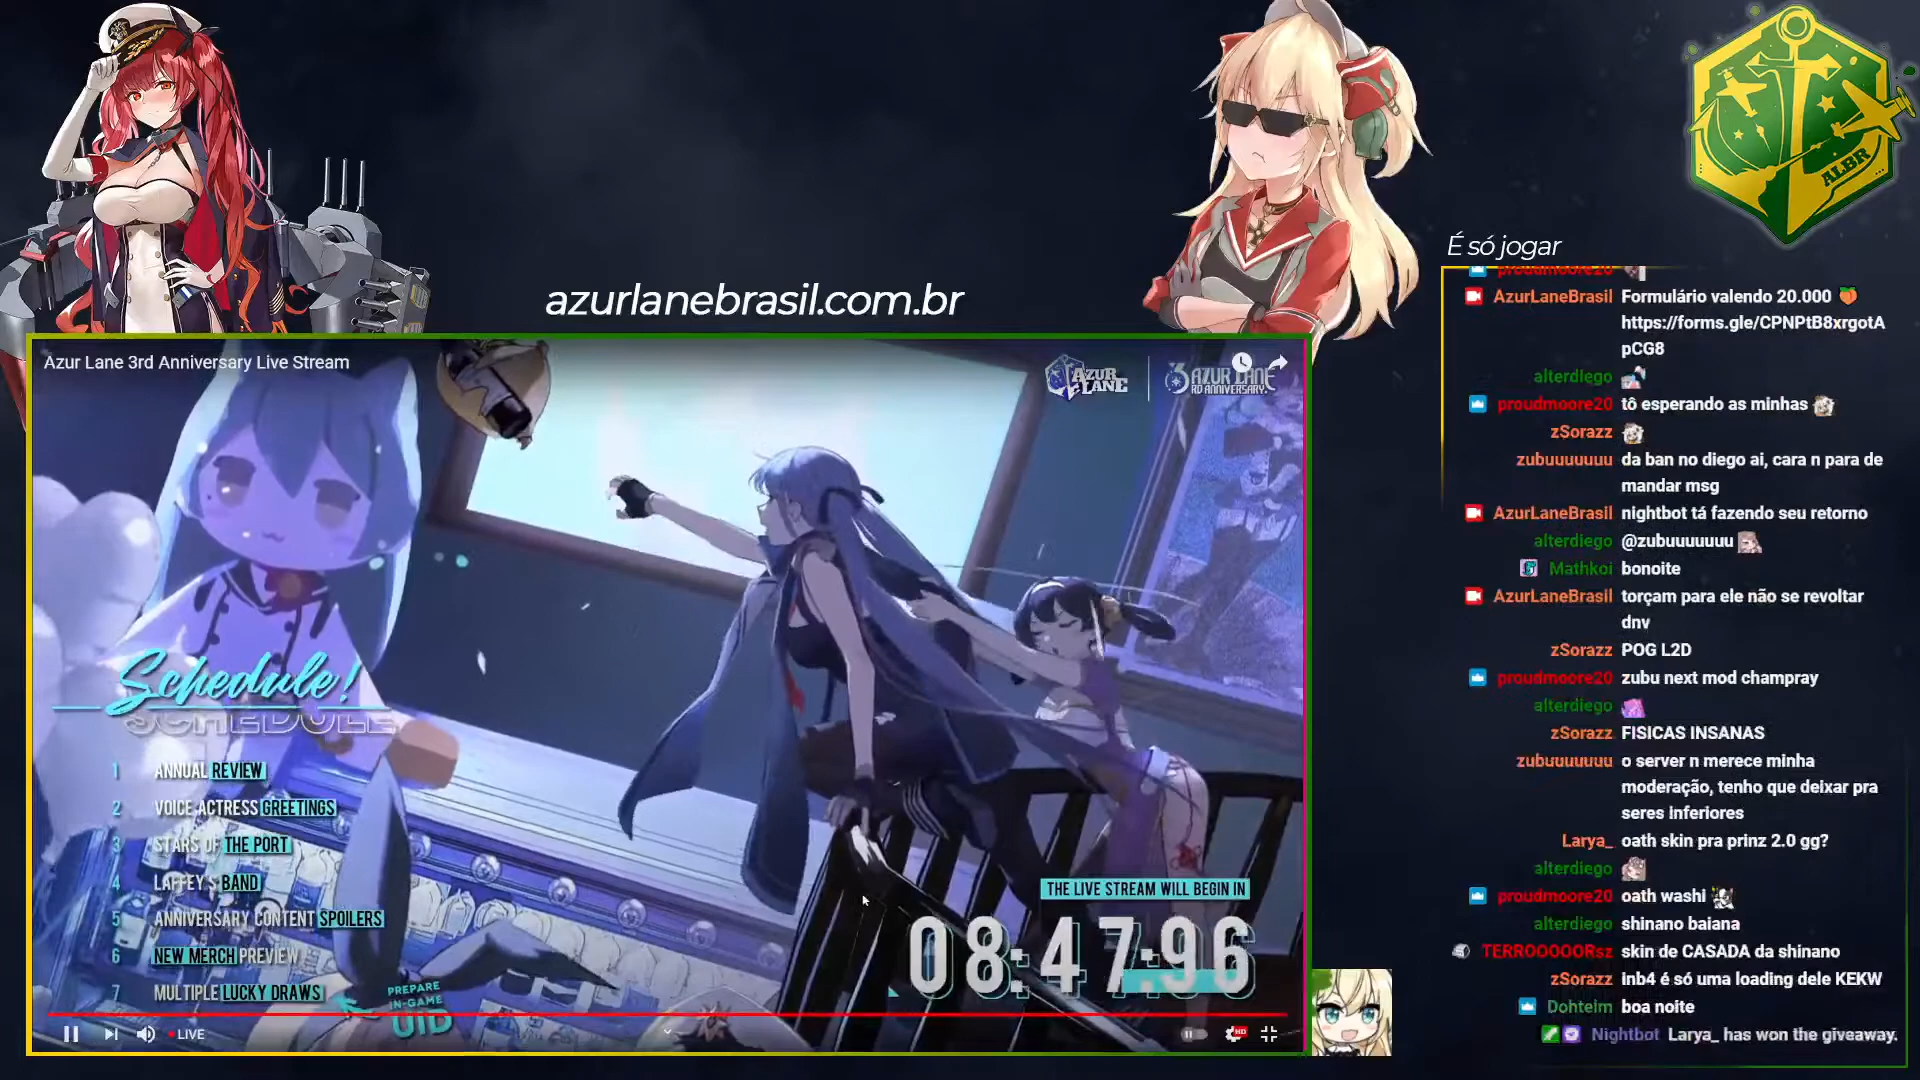 ALBR
É só jogar
azurlanebrasil.com.br
Azur Lane 3rd Anniversary Live Stream
AZUR LANE
3 AZUR LANE
RD ANNIVERSARY
Schedule!
SCHEDULE
1 ANNUAL REVIEW
2 VOICE ACTRESS GREETINGS
3 STARS OF THE PORT
4 LAFFEY'S BAND
5 ANNIVERSARY CONTENT SPOILERS
6 NEW MERCH PREVIEW
7 MULTIPLE LUCKY DRAWS
PREPARE
IN-GAME
UID
THE LIVE STREAM WILL BEGIN IN
08:47:96
LIVE
HD
proudmoore20
AzurLaneBrasil Formulário valendo 20.000
https://forms.gle/CPNPtB8xrgotA
pCG8
alterdiego
proudmoore20 tô esperando as minhas
zSorazz
zubuuuuuuu da ban no diego ai, cara n para de
mandar msg
AzurLaneBrasil nightbot tá fazendo seu retorno
alterdiego @zubuuuuuuu
Mathkoi bonoite
AzurLaneBrasil torçam para ele não se revoltar
dnv
zSorazz POG L2D
proudmoore20 zubu next mod champray
alterdiego
zSorazz FISICAS INSANAS
zubuuuuuuu o server n merece minha
moderação, tenho que deixar pra
seres inferiores
Larya_ oath skin pra prinz 2.0 gg?
alterdiego
proudmoore20 oath washi
alterdiego shinano baiana
TERROOOOORsz skin de CASADA da shinano
zSorazz inb4 é só uma loading dele KEKW
Dohteim boa noite
Nightbot Larya_ has won the giveaway.